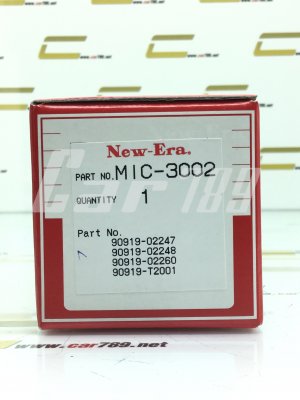 New-Era.
PART NO. MIC-3002
QUANTITY 1
Part No.
90919-02247
90919-02248
90919-02260
90919-T2001
Car789
www.car789.net